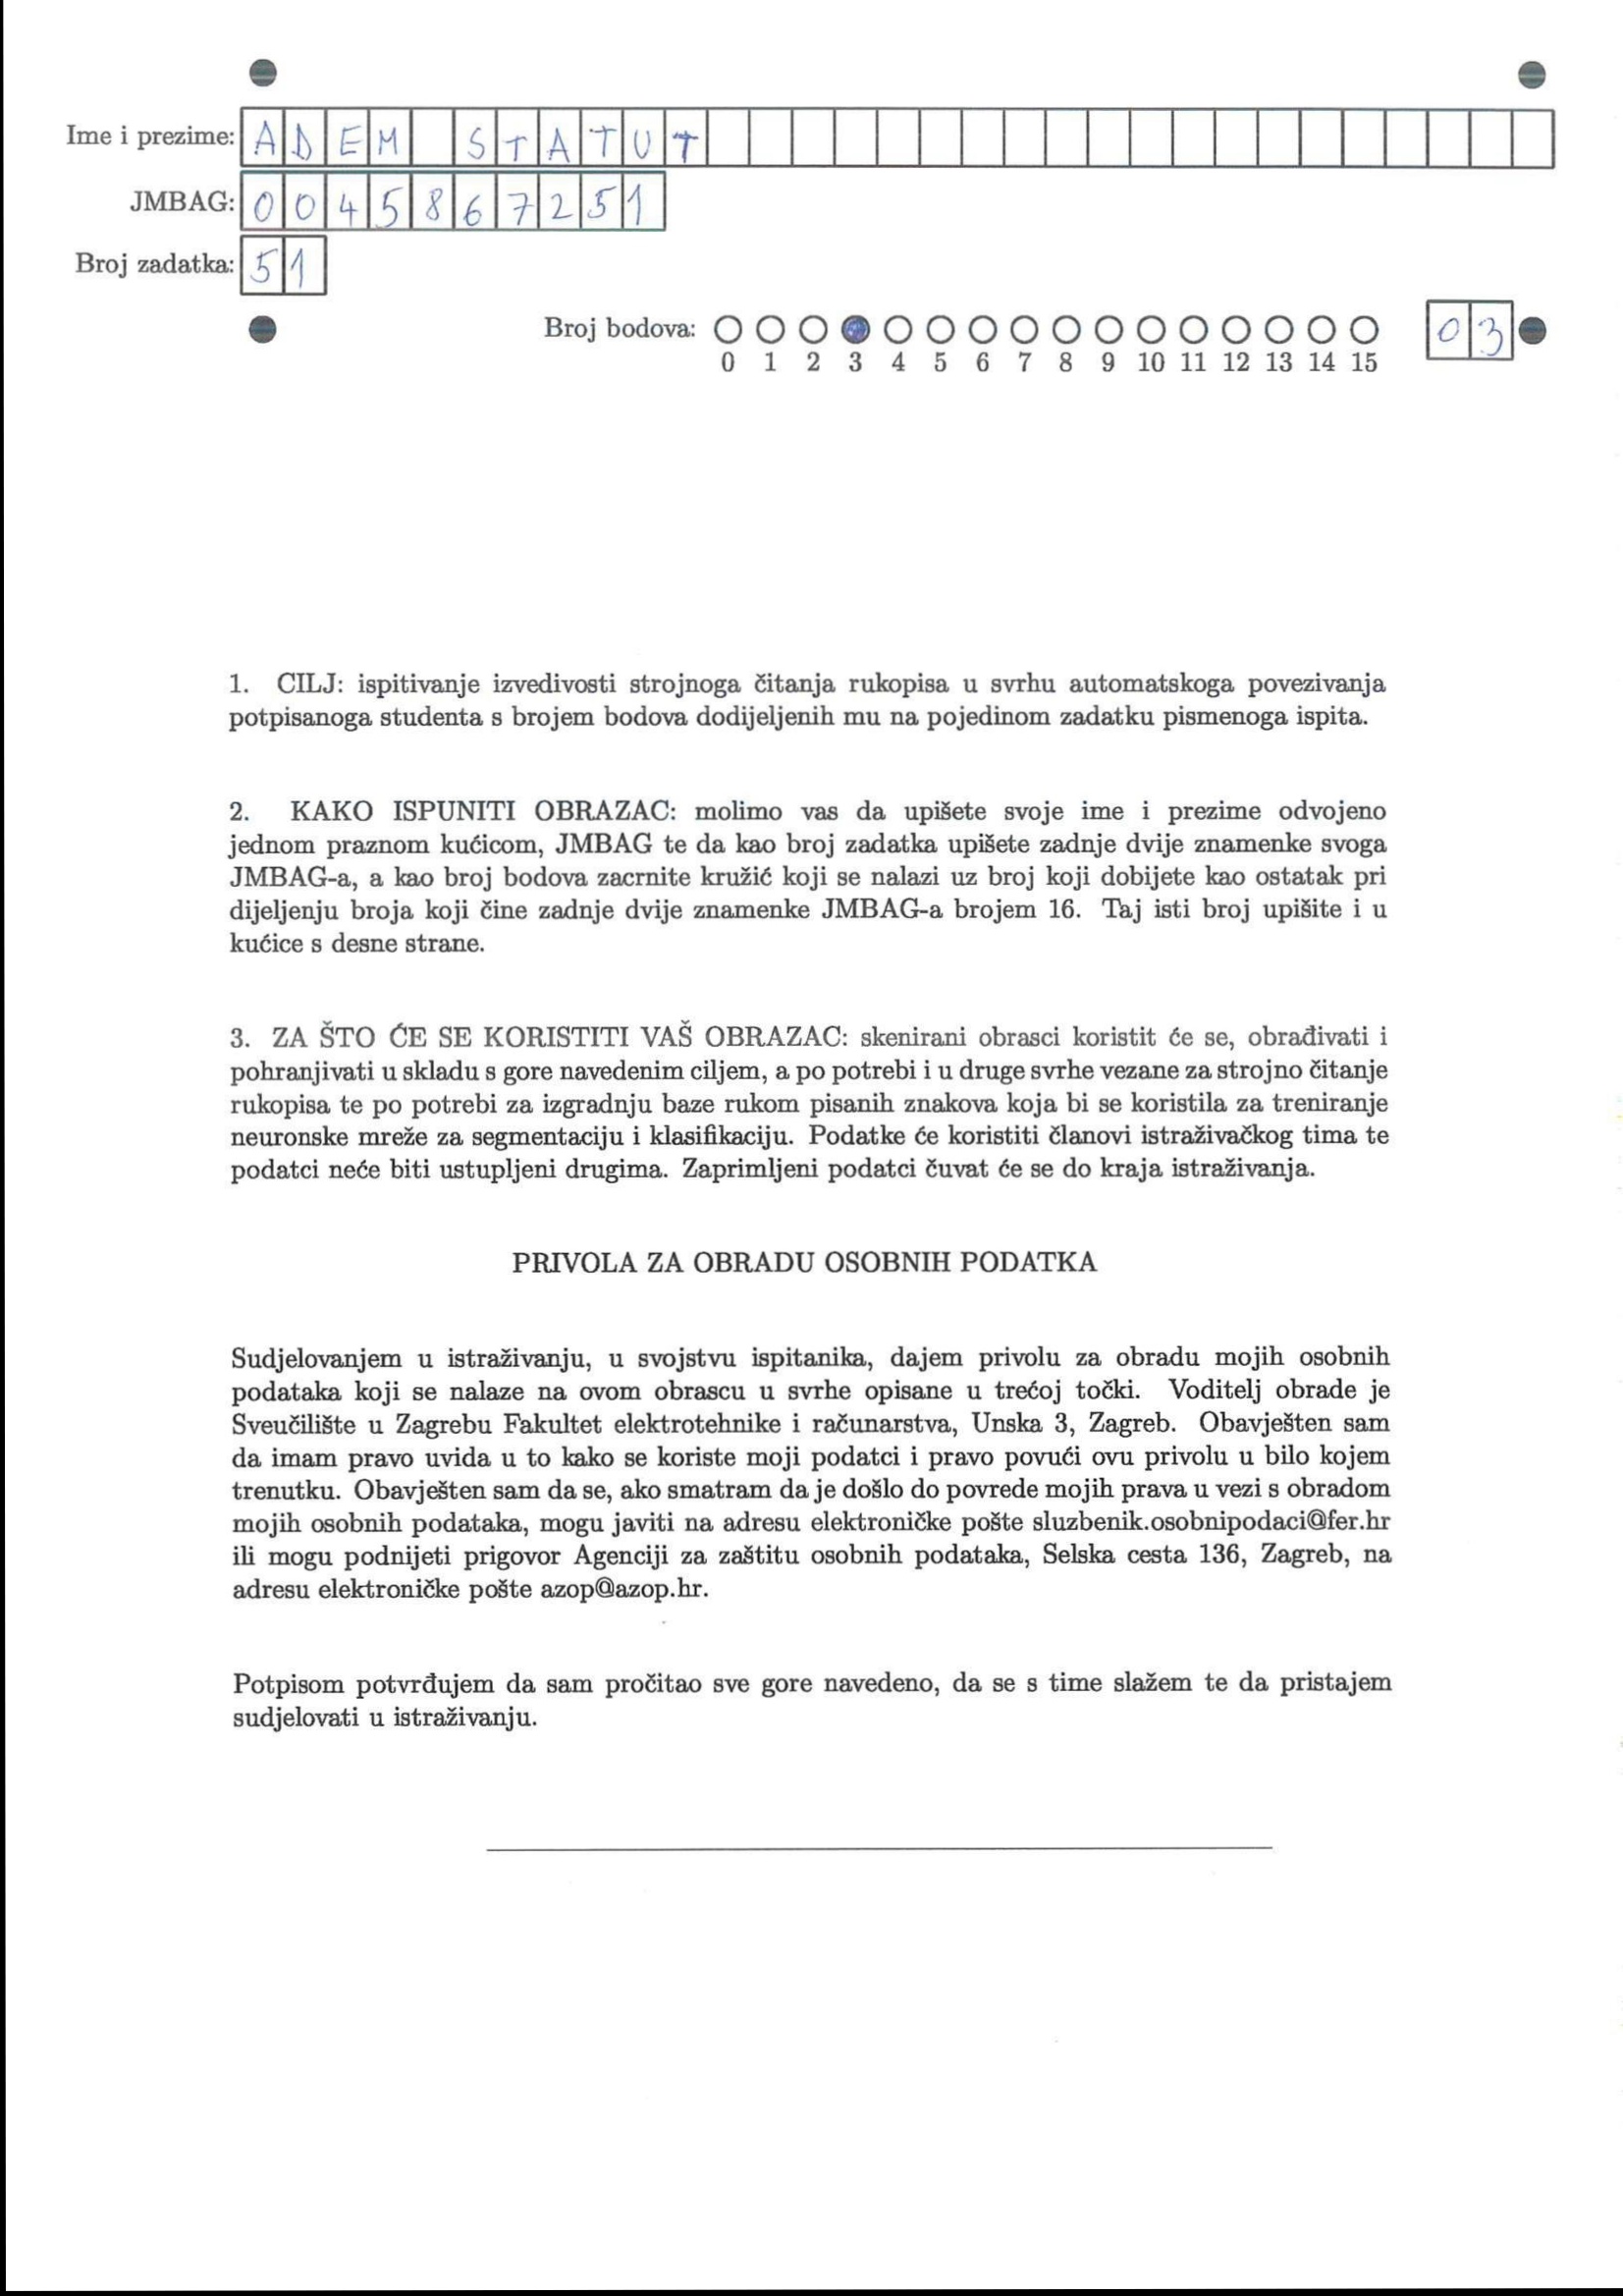 Ime i prezime: ADEM STATUT
JMBAG: 0045867251
Broj zadatka: 51
Broj bodova: 03
0 1 2 3 4 5 6 7 8 9 10 11 12 13 14 15
1. CILJ: ispitivanje izvedivosti strojnoga čitanja rukopisa u svrhu automatskoga povezivanja
potpisanoga studenta s brojem bodova dodijeljenih mu na pojedinom zadatku pismenoga ispita.
2. KAKO ISPUNITI OBRAZAC: molimo vas da upišete svoje ime i prezime odvojeno
jednom praznom kućicom, JMBAG te da kao broj zadatka upišete zadnje dvije znamenke svoga
JMBAG-a, a kao broj bodova zacrnite kružić koji se nalazi uz broj koji dobijete kao ostatak pri
dijeljenju broja koji čine zadnje dvije znamenke JMBAG-a brojem 16. Taj isti broj upišite i u
kućice s desne strane.
3. ZA ŠTO ĆE SE KORISTITI VAŠ OBRAZAC: skenirani obrasci koristit će se, obrađivati i
pohranjivati u skladu s gore navedenim ciljem, a po potrebi i u druge svrhe vezane za strojno čitanje
rukopisa te po potrebi za izgradnju baze rukom pisanih znakova koja bi se koristila za treniranje
neuronske mreže za segmentaciju i klasifikaciju. Podatke će koristiti članovi istraživačkog tima te
podatci neće biti ustupljeni drugima. Zaprimljeni podatci čuvat će se do kraja istraživanja.
PRIVOLA ZA OBRADU OSOBNIH PODATKA
Sudjelovanjem u istraživanju, u svojstvu ispitanika, dajem privolu za obradu mojih osobnih
podataka koji se nalaze na ovom obrascu u svrhe opisane u trećoj točki. Voditelj obrade je
Sveučilište u Zagrebu Fakultet elektrotehnike i računarstva, Unska 3, Zagreb. Obavješten sam
da imam pravo uvida u to kako se koriste moji podatci i pravo povući ovu privolu u bilo kojem
trenutku. Obavješten sam da se, ako smatram da je došlo do povrede mojih prava u vezi s obradom
mojih osobnih podataka, mogu javiti na adresu elektroničke pošte sluzbenik.osobnipodaci@fer.hr
ili mogu podnijeti prigovor Agenciji za zaštitu osobnih podataka, Selska cesta 136, Zagreb, na
adresu elektroničke pošte azop@azop.hr.
Potpisom potvrđujem da sam pročitao sve gore navedeno, da se s time slažem te da pristajem
sudjelovati u istraživanju.